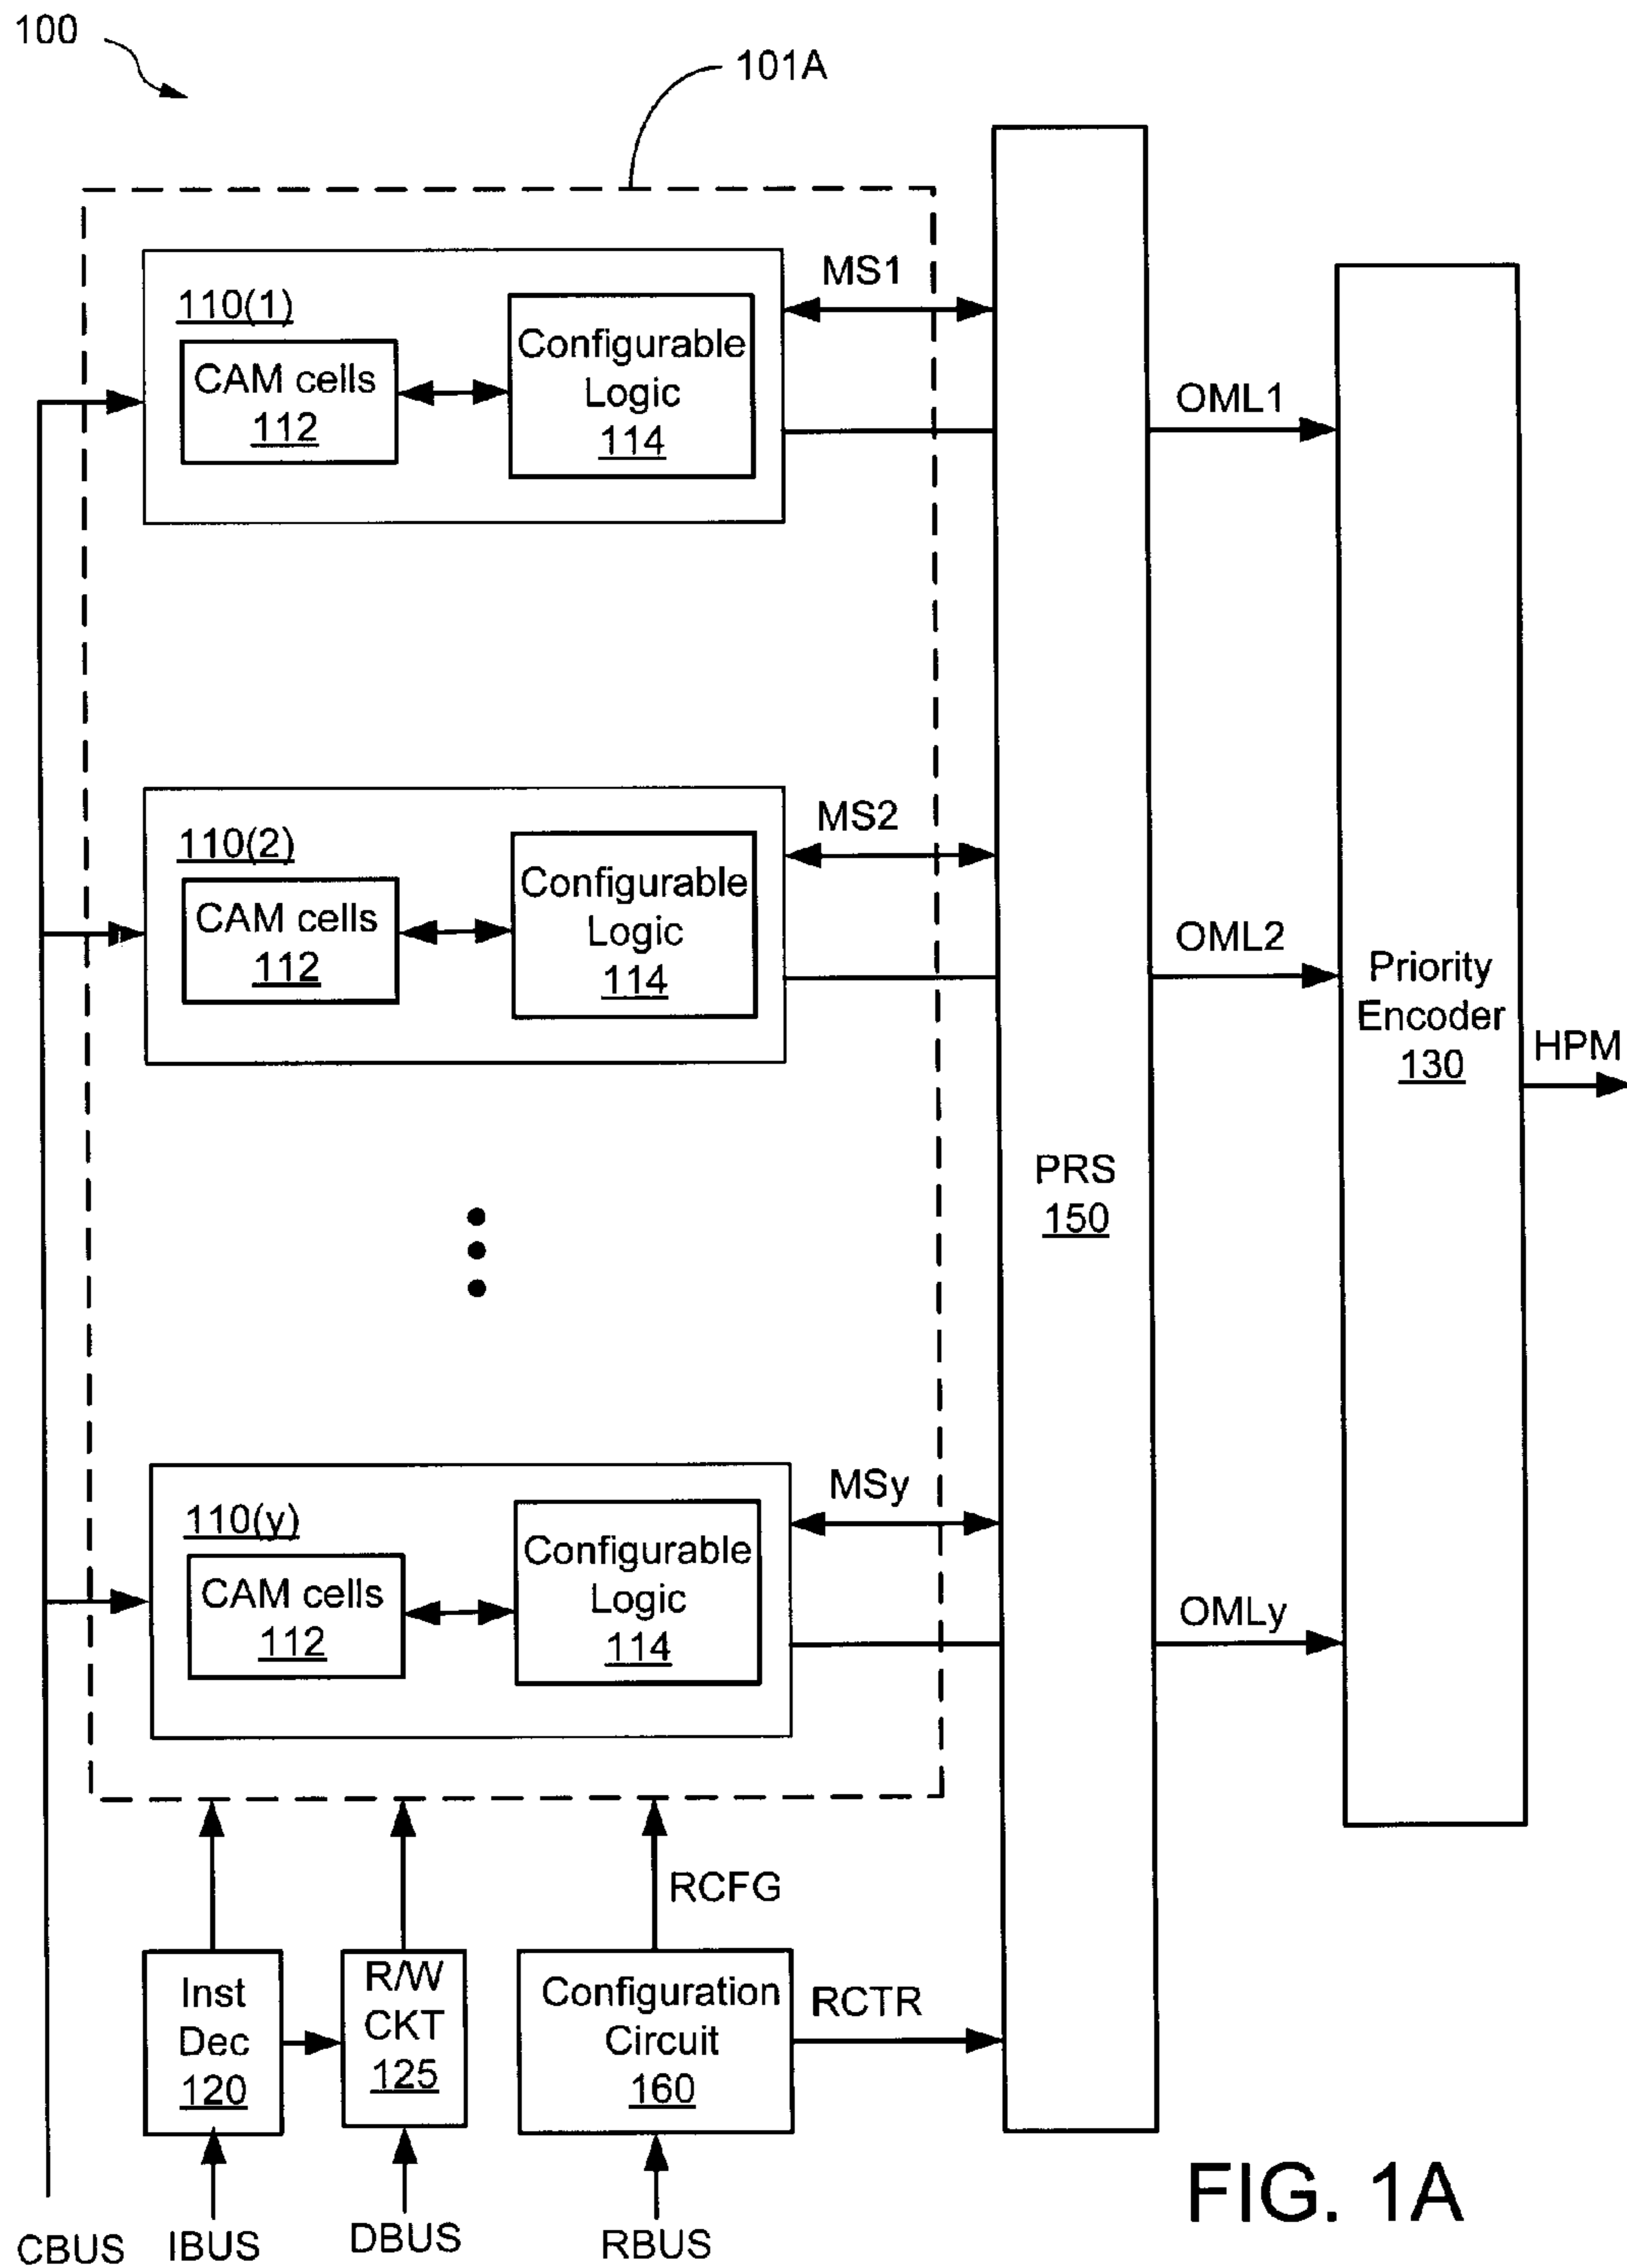 100
101A
MS1
110(1)
CAM cells
112
Configurable
Logic
114
OML1
MS2
110(2)
CAM cells
112
Configurable
Logic
114
OML2
Priority
Encoder
130
HPM
PRS
150
MSy
110(y)
CAM cells
112
Configurable
Logic
114
OMLy
RCFG
Inst
Dec
120
R/W
CKT
125
Configuration
Circuit
160
RCTR
CBUS
IBUS
DBUS
RBUS
FIG. 1A